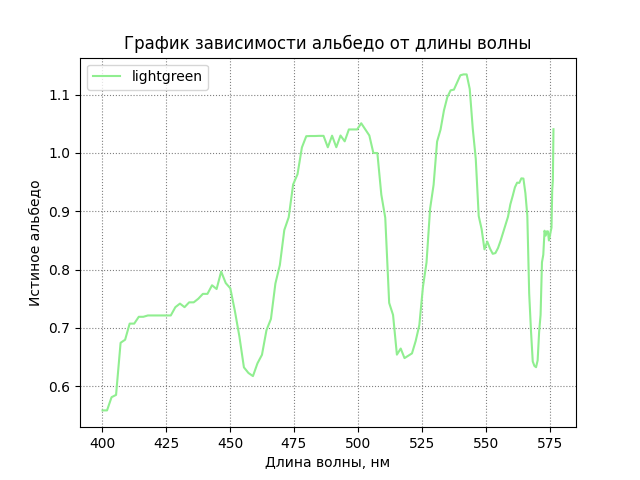 График зависимости альбедо от длины волны
lightgreen
Истиное альбедо
1.1
1.0
0.9
0.8
0.7
0.6
400 425 450 475 500 525 550 575
Длина волны, нм